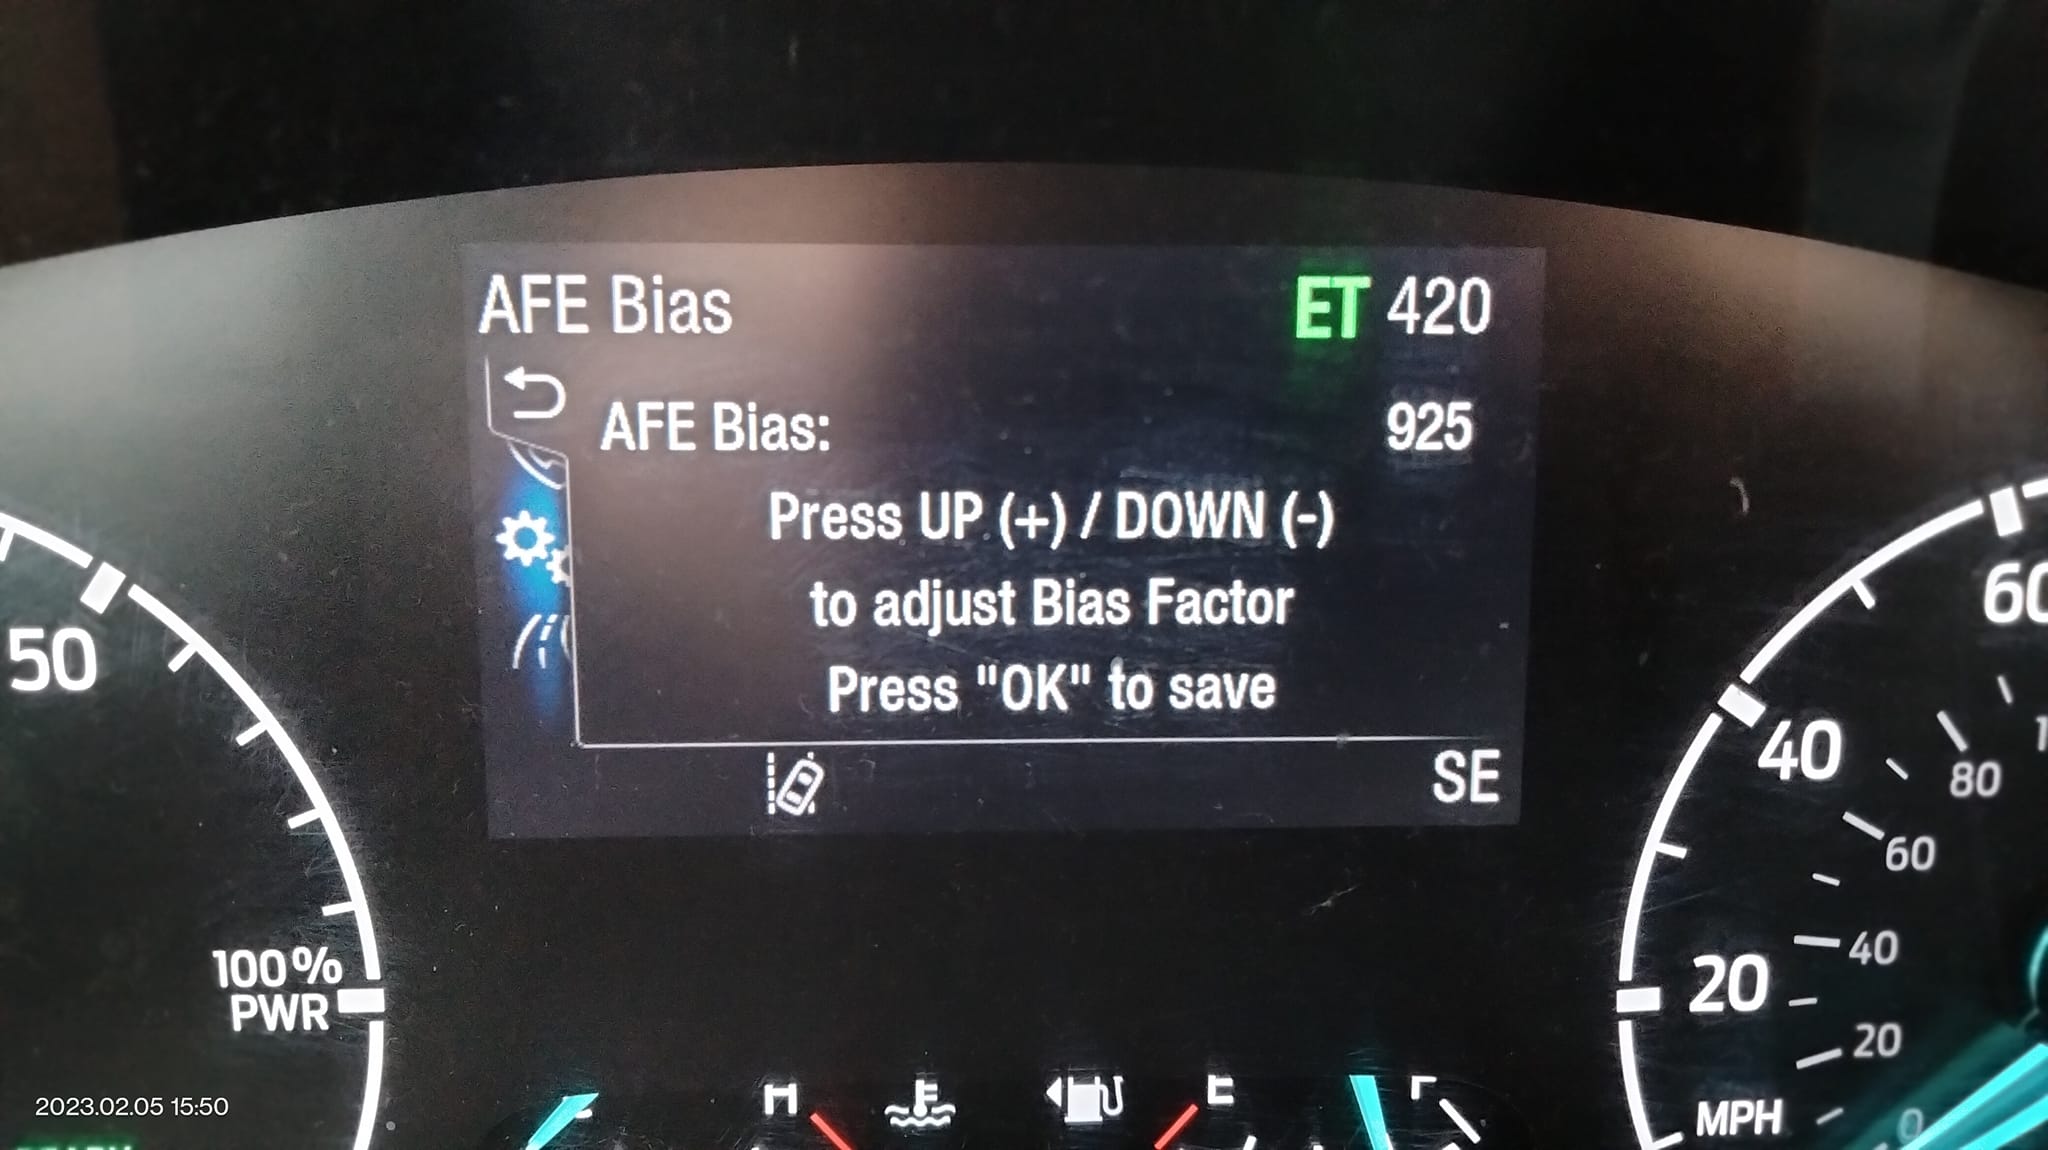 AFE Bias
ET 420
AFE Bias: 925
Press UP (+) / DOWN (-)
to adjust Bias Factor
Press "OK" to save
SE
50
100%
PWR
60
40
20
80
60
40
20
0
MPH
H
E
2023.02.05 15:50